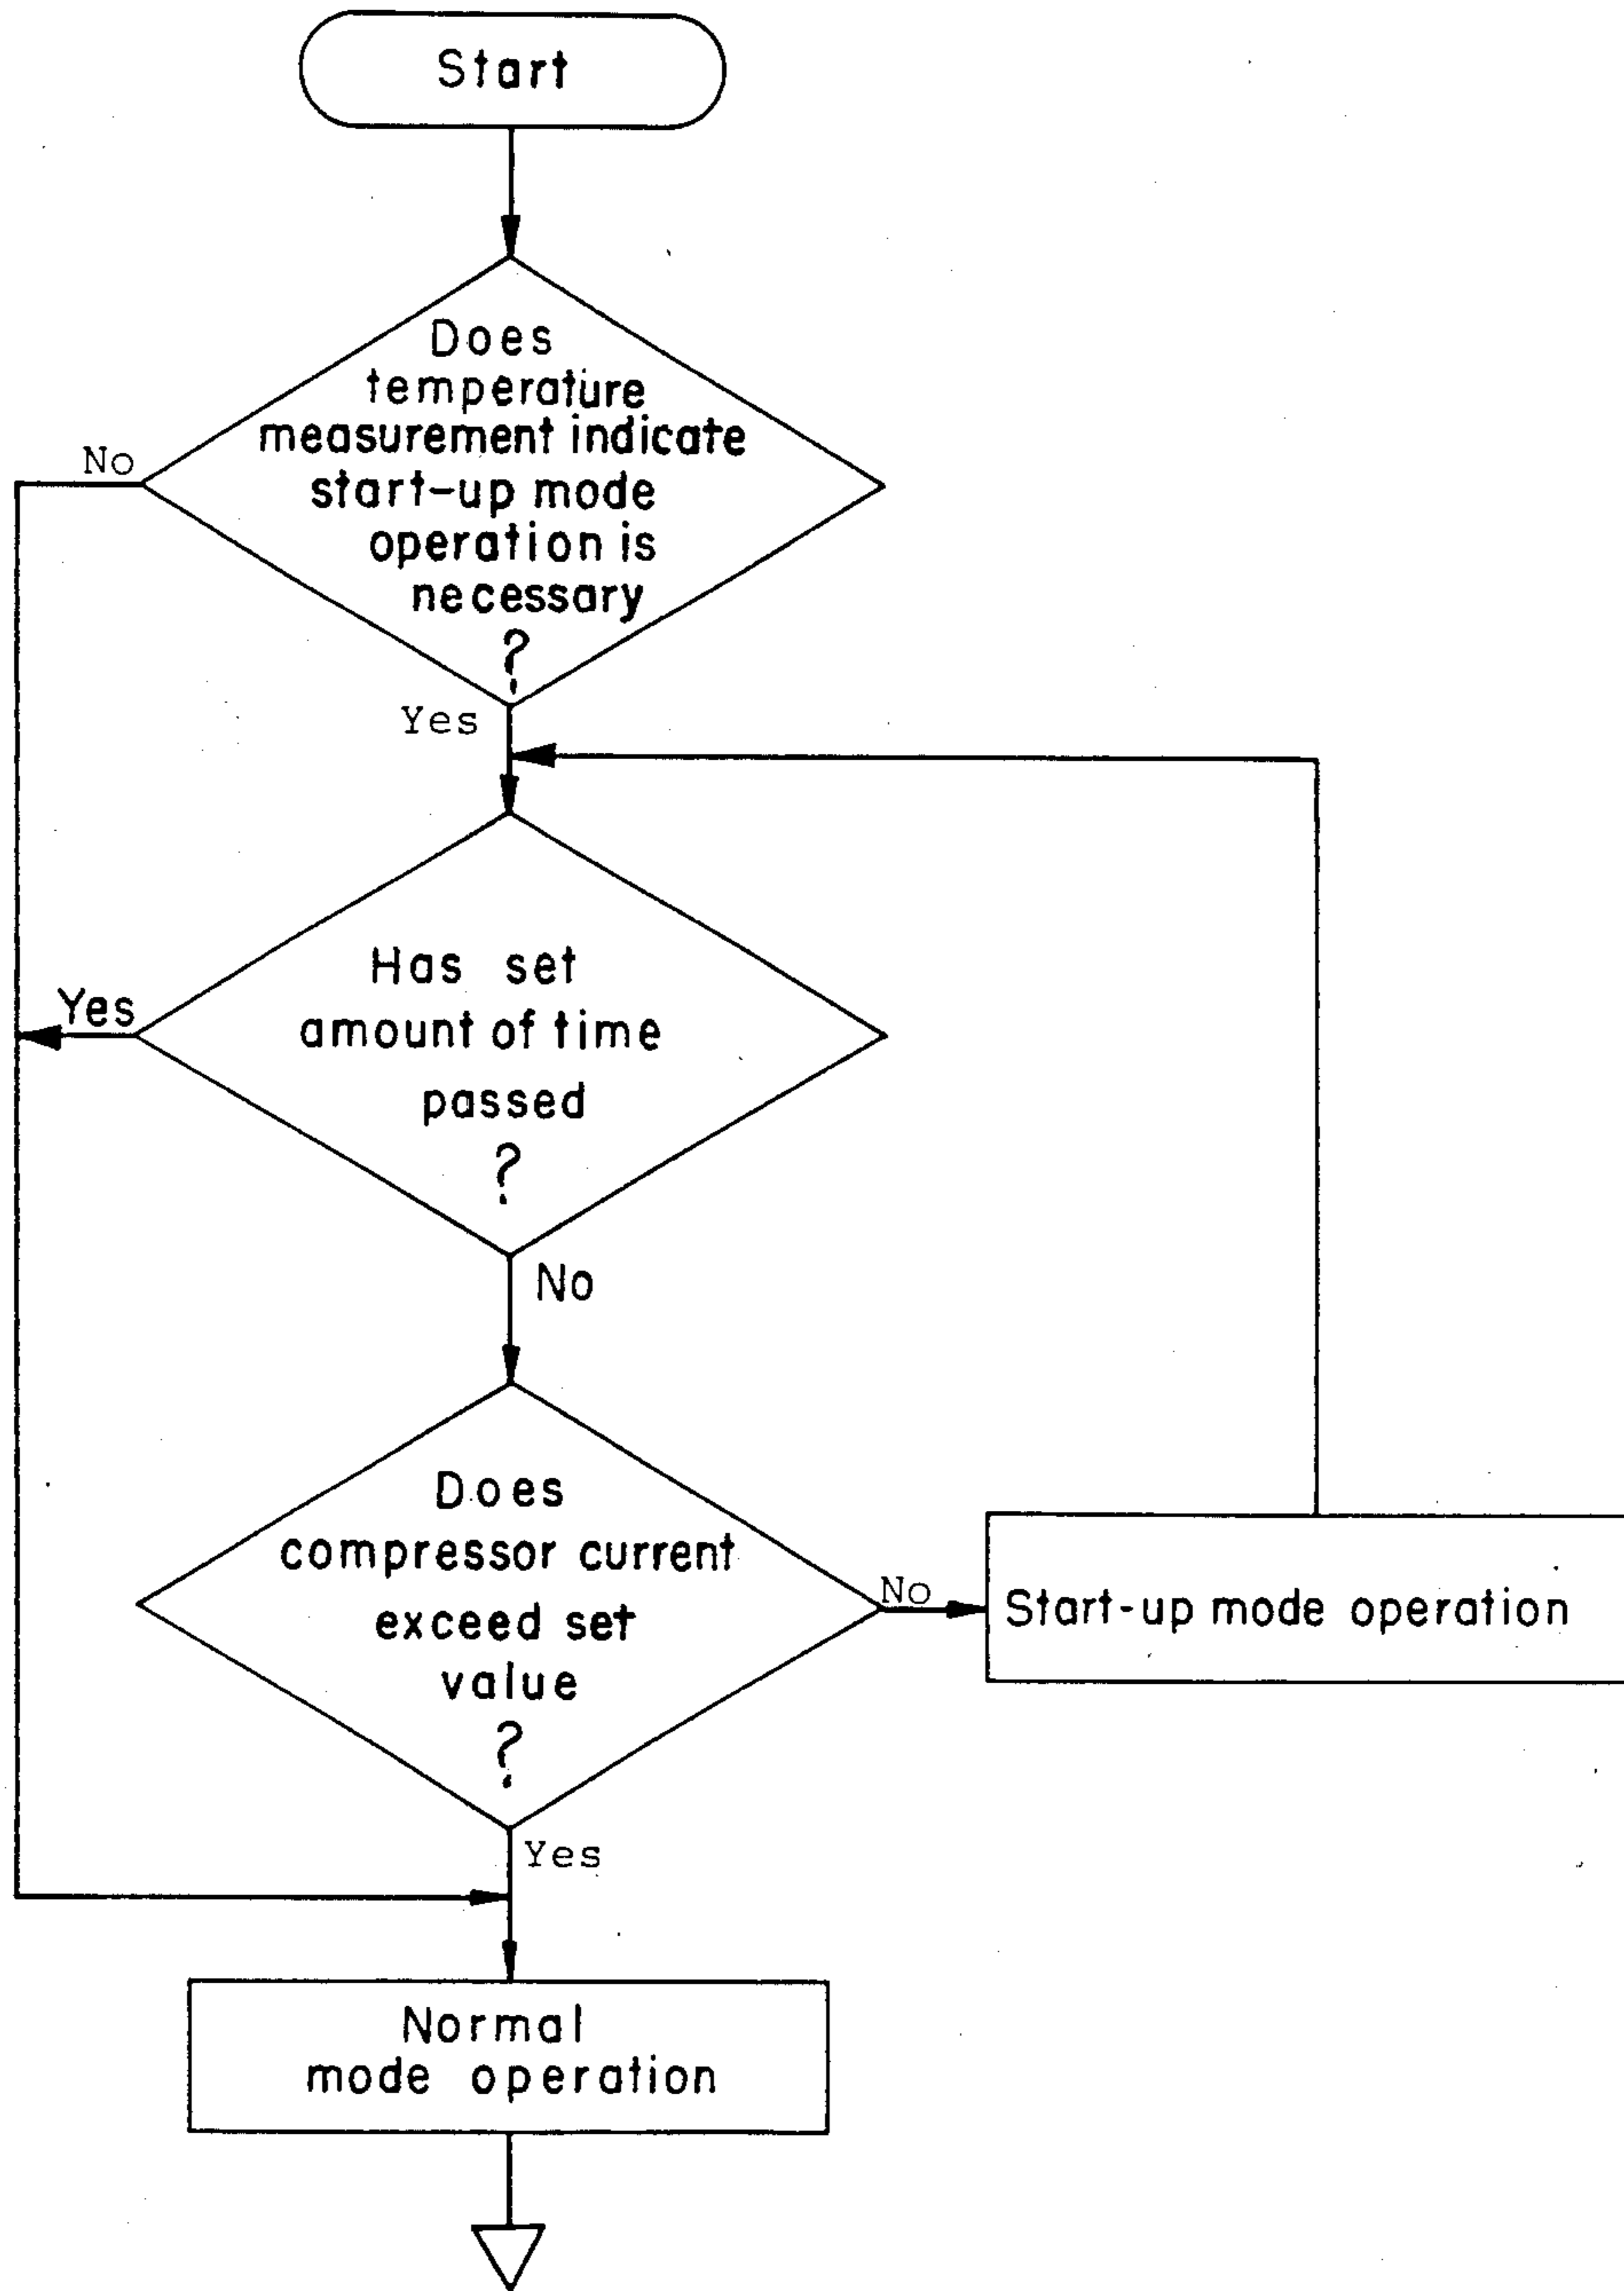 Start
Does
temperature
measurement indicate
start-up mode
operation is
necessary
?
No
Yes
Has set
amount of time
passed
?
Yes
No
Does
compressor current
exceed set
value
?
No
Start-up mode operation
Yes
Normal
mode operation